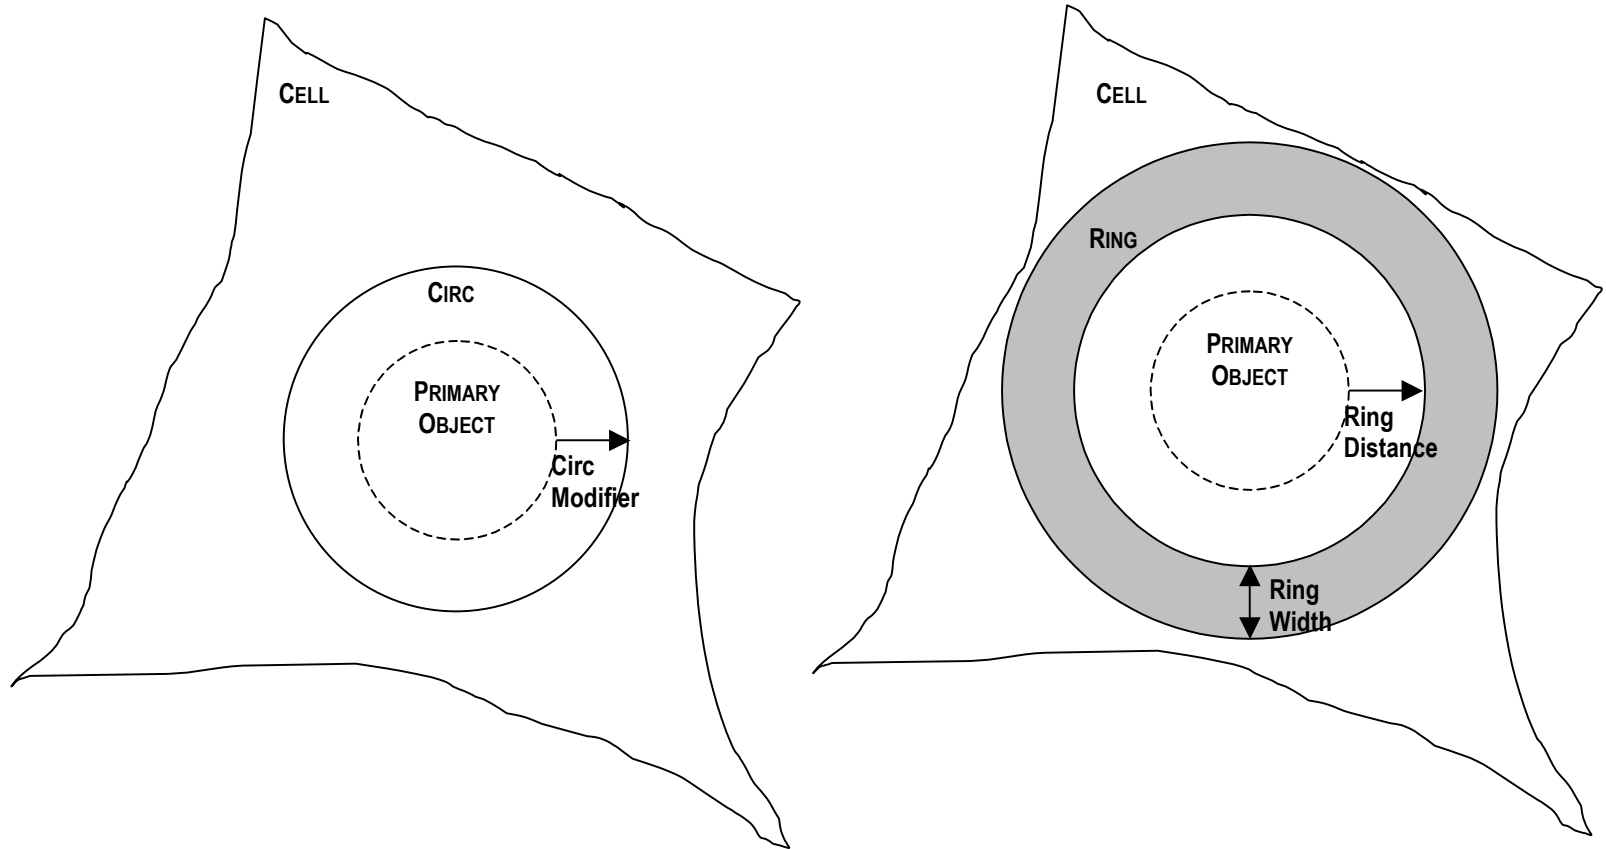 CELL
CIRC
PRIMARY
OBJECT
Circ
Modifier
CELL
RING
PRIMARY
OBJECT
Ring
Distance
Ring
Width